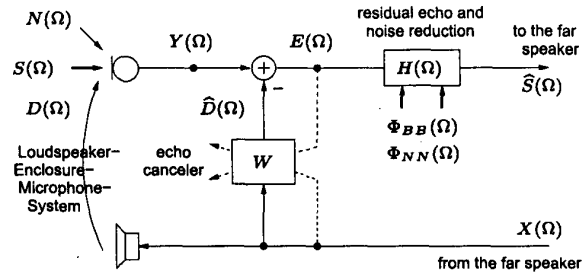 residual echo and
noise reduction
N(Ω)
Y(Ω)
E(Ω)
to the far
speaker
S(Ω)
H(Ω)
Ŝ(Ω)
−
D(Ω)
D̂(Ω)
Φ_BB(Ω)
Φ_NN(Ω)
Loudspeaker–
Enclosure–
Microphone–
System
echo
canceler
W
X(Ω)
from the far speaker